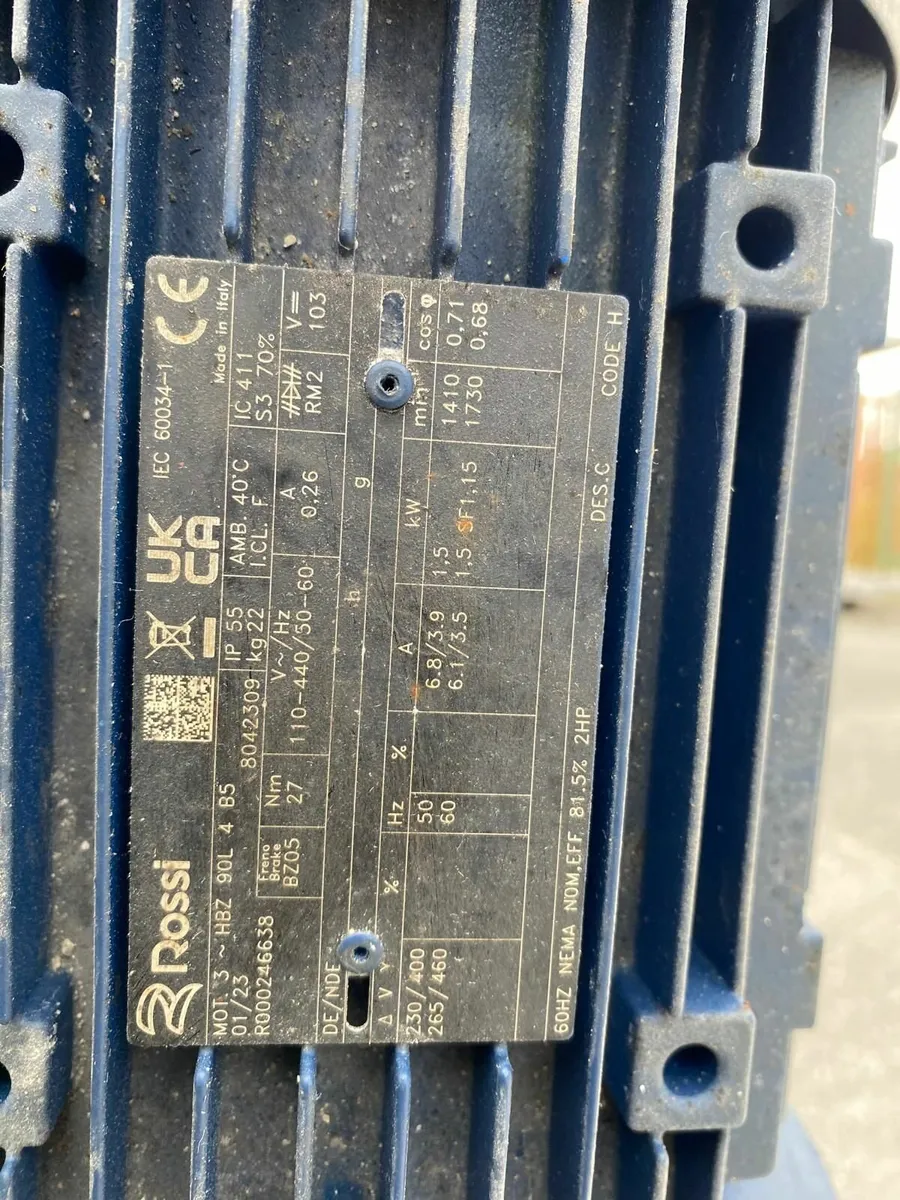 Rossi UK CA IEC 60034-1 CE
Made in Italy
MOT. 3 ~ HBZ 90L 4 B5
01/23 8042309
R000246638
IP 55 AMB. 40°C IC 411
kg 22 I.CL. F S3 70%
Freno Brake Nm V~/Hz A V=
BZ05 27 110-440/50-60 0,26 RM2 103
DE/NDE h g
Δ V Y % Hz % A kW min⁻¹ cosφ
230/400 50 6.8/3.9 1,5 1410 0,71
265/460 60 6.1/3.5 1,5 SF1,15 1730 0,68
60HZ NEMA NOM.EFF 81.5% 2HP DES.C CODE H